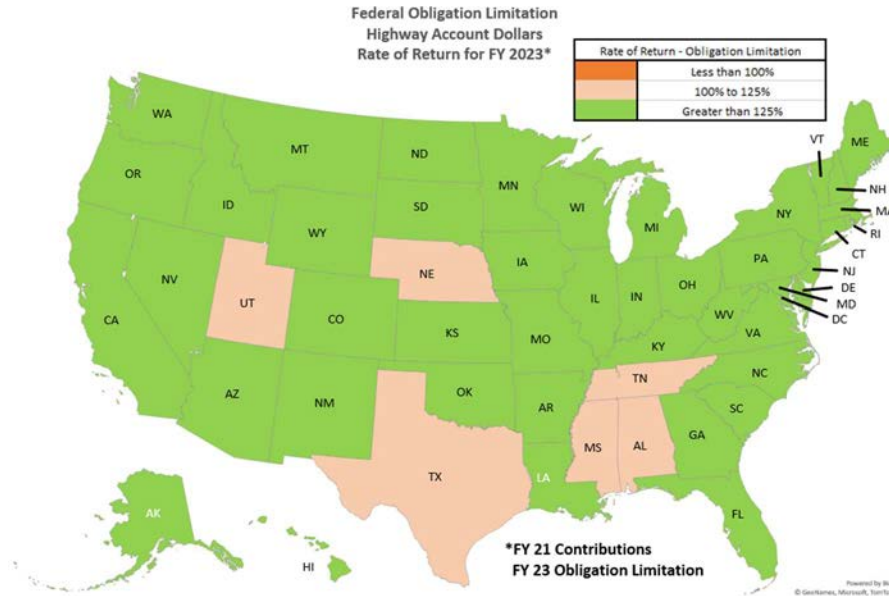 Federal Obligation Limitation
Highway Account Dollars
Rate of Return for FY 2023*
Rate of Return - Obligation Limitation
Less than 100%
100% to 125%
Greater than 125%
WA
MT
ND
MN
VT
ME
OR
ID
SD
WI
MI
NY
NH
MA
RI
CT
WY
IA
PA
NJ
DE
MD
DC
NV
UT
NE
IL
IN
OH
WV
VA
CA
CO
KS
MO
KY
NC
TN
AZ
NM
OK
AR
SC
MS
AL
GA
TX
LA
FL
AK
HI
*FY 21 Contributions
FY 23 Obligation Limitation
Powered by
© GeoNames, Microsoft,